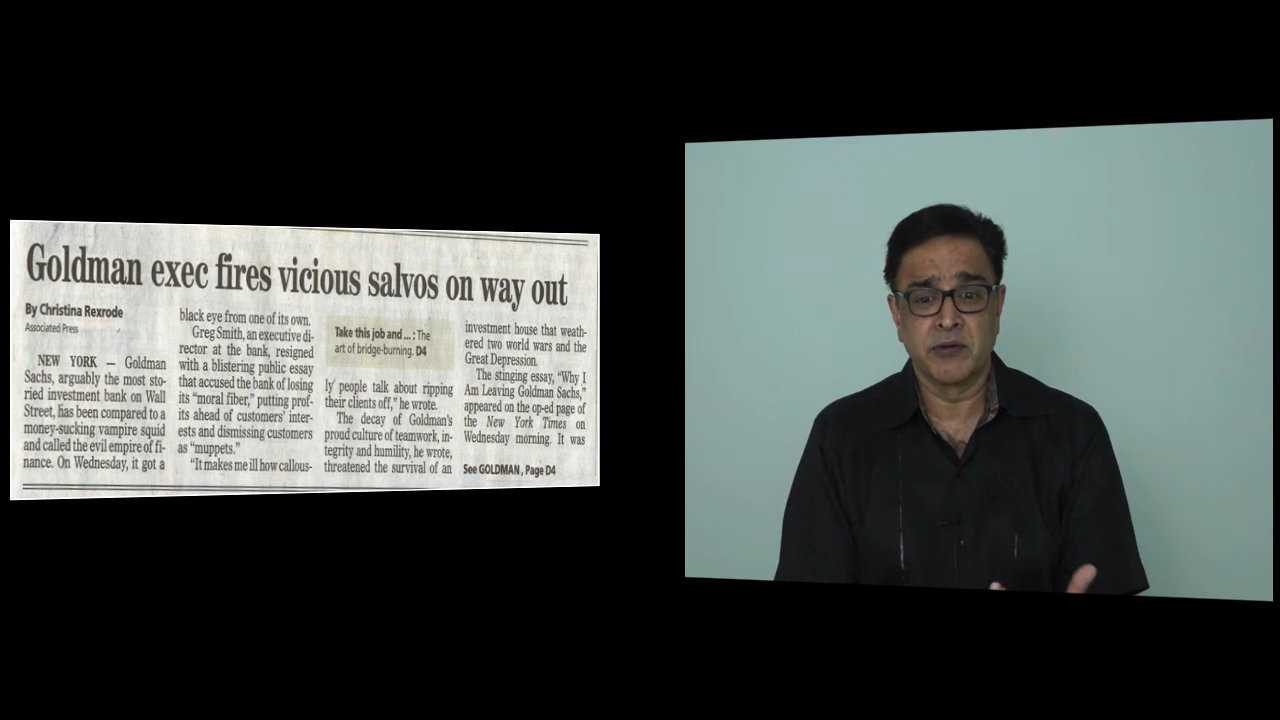 Goldman exec fires vicious salvos on way out
By Christina Rexrode
Associated Press
NEW YORK — Goldman
Sachs, arguably the most sto-
ried investment bank on Wall
Street, has been compared to a
money-sucking vampire squid
and called the evil empire of fi-
nance. On Wednesday, it got a
black eye from one of its own.
Greg Smith, an executive di-
rector at the bank, resigned
with a blistering public essay
that accused the bank of losing
its “moral fiber,” putting prof-
its ahead of customers’ inter-
ests and dismissing customers
as “muppets.”
“It makes me ill how callous-
Take this job and ... : The
art of bridge-burning. D4
ly people talk about ripping
their clients off,” he wrote.
The decay of Goldman’s
proud culture of teamwork, in-
tegrity and humility, he wrote,
threatened the survival of an
investment house that weath-
ered two world wars and the
Great Depression.
The stinging essay, “Why I
Am Leaving Goldman Sachs,”
appeared on the op-ed page of
the New York Times on
Wednesday morning. It was
See GOLDMAN, Page D4